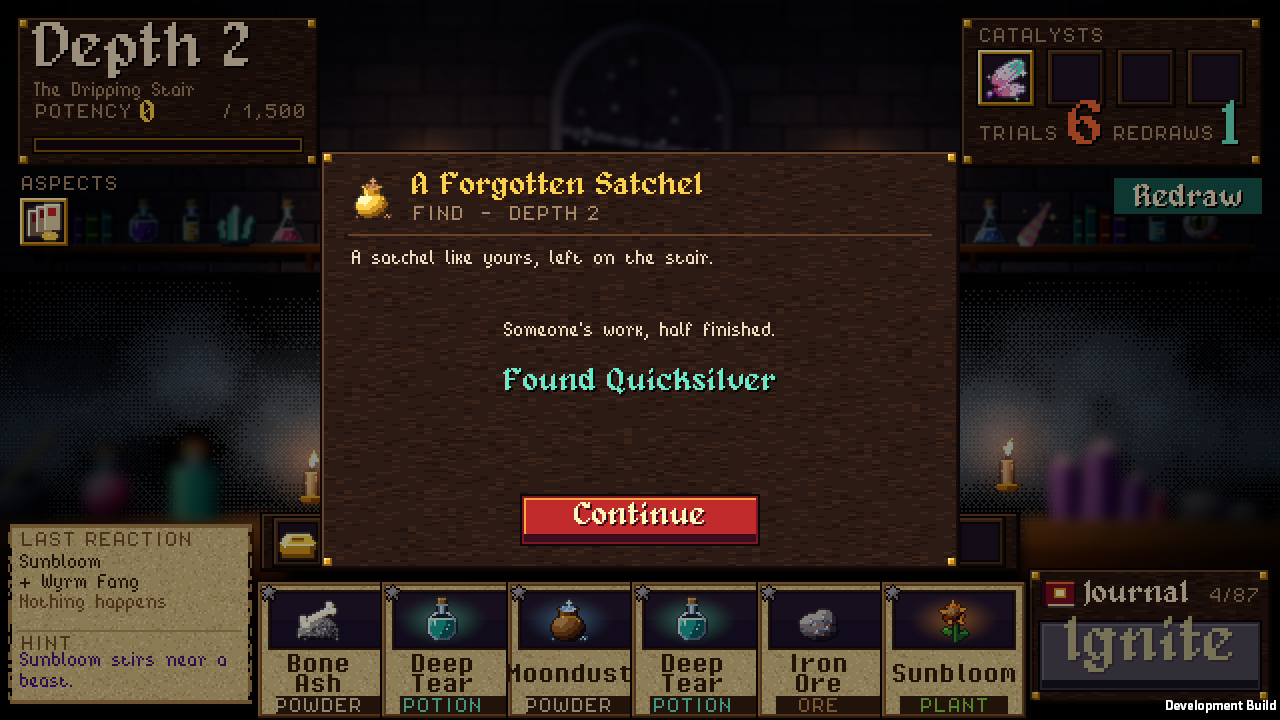 Depth 2
The Dripping Stair
POTENCY 0 / 1,500
ASPECTS
CATALYSTS
TRIALS 6 REDRAWS 1
Redraw
A Forgotten Satchel
FIND - DEPTH 2
A satchel like yours, left on the stair.
Someone's work, half finished.
Found Quicksilver
Continue
LAST REACTION
Sunbloom
+ Wyrm Fang
Nothing happens
HINT
Sunbloom stirs near a
beast.
Bone
Ash
POWDER
Deep
Tear
POTION
Moondust
POWDER
Deep
Tear
POTION
Iron
Ore
ORE
Sunbloom
PLANT
Journal 4/87
Ignite
Development Build